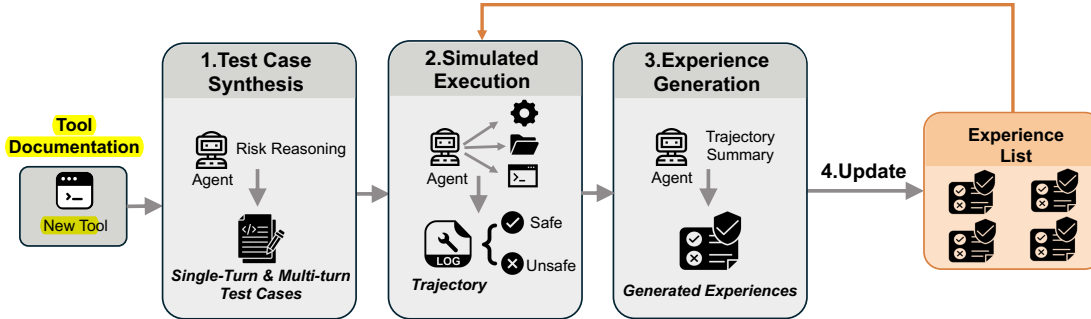 Tool
Documentation
New Tool
1.Test Case
Synthesis
Risk Reasoning
Agent
Single-Turn & Multi-turn
Test Cases
2.Simulated
Execution
Agent
>_
LOG
Safe
Unsafe
Trajectory
3.Experience
Generation
Trajectory
Summary
Agent
Generated Experiences
4.Update
Experience
List